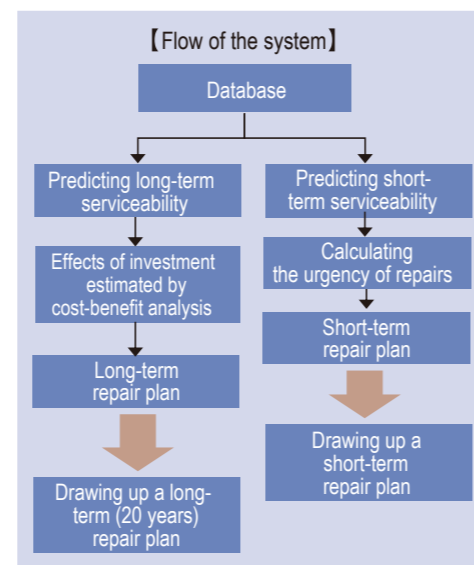 【Flow of the system】
Database
Predicting long-term
serviceability
Effects of investment
estimated by
cost-benefit analysis
Long-term
repair plan
Drawing up a long-
term (20 years)
repair plan
Predicting short-
term serviceability
Calculating
the urgency of repairs
Short-term
repair plan
Drawing up a
short-term
repair plan